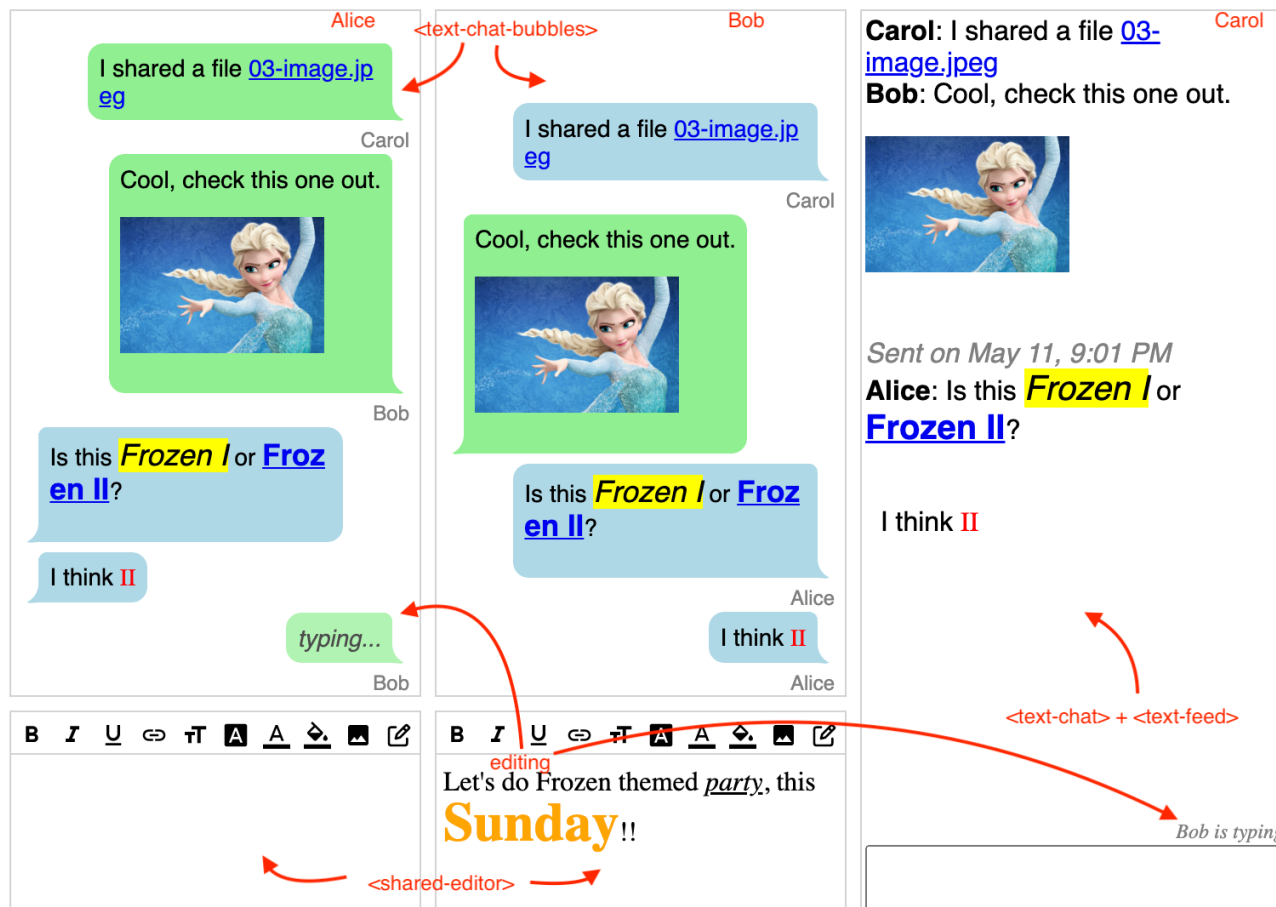 Alice
<text-chat-bubbles>
I shared a file 03-image.jp
eg
Carol
Cool, check this one out.
Bob
Is this Frozen I or Froz
en II?
I think II
typing...
Bob
B I U A A
Bob
I shared a file 03-image.jp
eg
Carol
Cool, check this one out.
Is this Frozen I or Froz
en II?
Alice
I think II
Alice
B I U A A
editing
Let's do Frozen themed party, this
Sunday!!
<shared-editor>
Carol
Carol: I shared a file 03-
image.jpeg
Bob: Cool, check this one out.
Sent on May 11, 9:01 PM
Alice: Is this Frozen I or
Frozen II?
I think II
<text-chat> + <text-feed>
Bob is typing